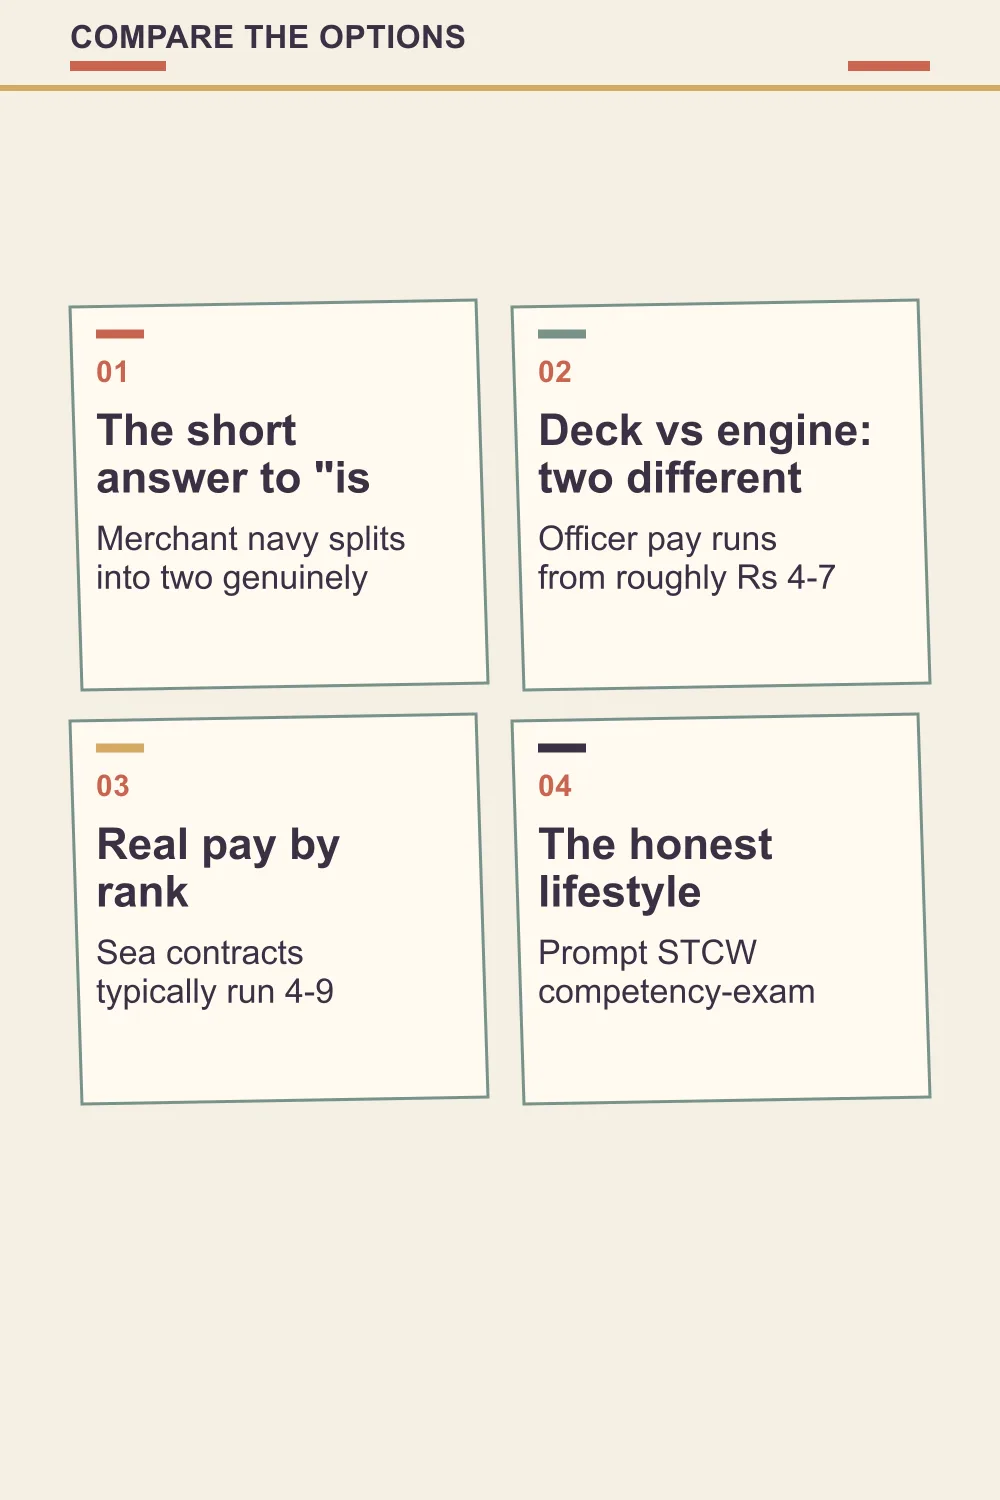 COMPARE THE OPTIONS
01
The short
answer to "is
Merchant navy splits
into two genuinely
02
Deck vs engine:
two different
Officer pay runs
from roughly Rs 4-7
03
Real pay by
rank
Sea contracts
typically run 4-9
04
The honest
lifestyle
Prompt STCW
competency-exam